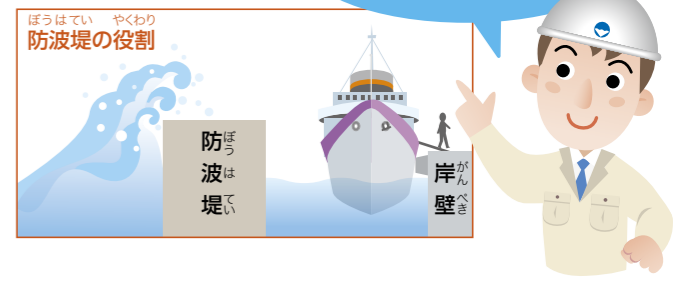 ぼうはてい やくわり
防波堤の役割
防波堤
ぼうはてい
岸壁
がんぺき